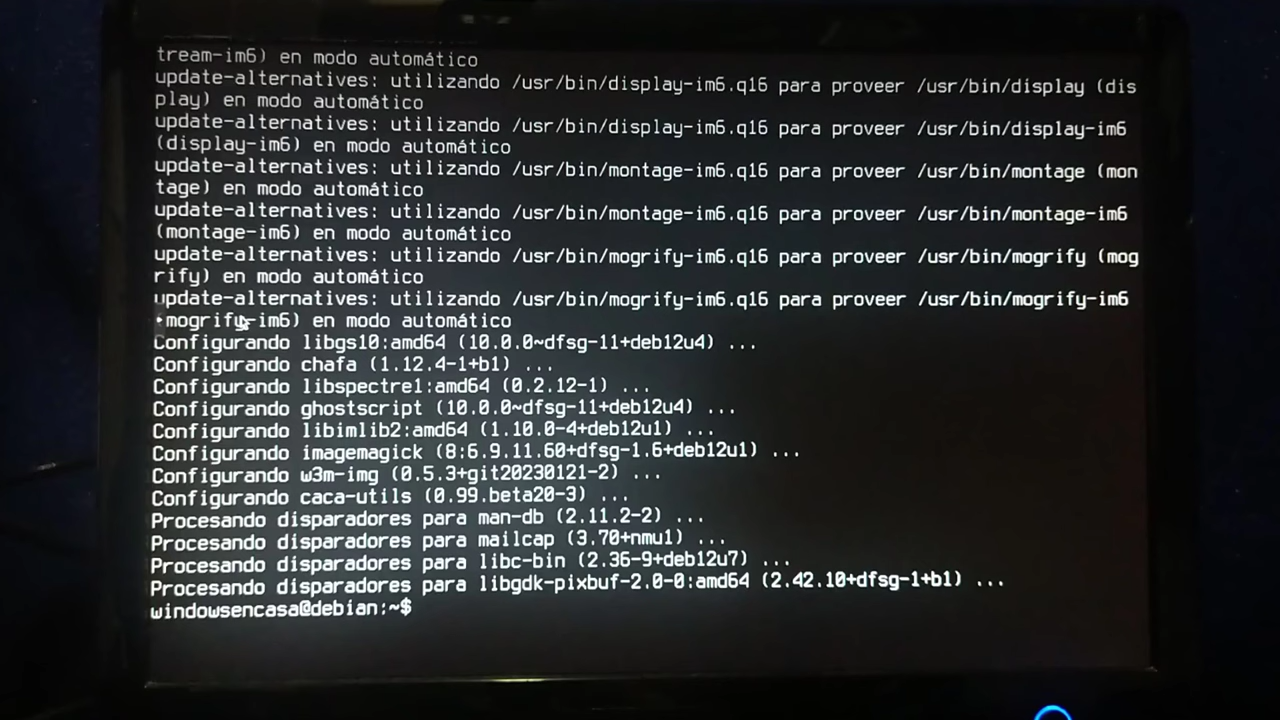 tream-im6) en modo automático
update-alternatives: utilizando /usr/bin/display-im6.q16 para proveer /usr/bin/display (dis
play) en modo automático
update-alternatives: utilizando /usr/bin/display-im6.q16 para proveer /usr/bin/display-im6
(display-im6) en modo automático
update-alternatives: utilizando /usr/bin/montage-im6.q16 para proveer /usr/bin/montage (mon
tage) en modo automático
update-alternatives: utilizando /usr/bin/montage-im6.q16 para proveer /usr/bin/montage-im6
(montage-im6) en modo automático
update-alternatives: utilizando /usr/bin/mogrify-im6.q16 para proveer /usr/bin/mogrify (mog
rify) en modo automático
update-alternatives: utilizando /usr/bin/mogrify-im6.q16 para proveer /usr/bin/mogrify-im6
mogrify-im6) en modo automático
Configurando libgs10:amd64 (10.0.0~dfsg-11+deb12u4) ...
Configurando chafa (1.12.4-1+b1) ...
Configurando libspectre1:amd64 (0.2.12-1) ...
Configurando ghostscript (10.0.0~dfsg-11+deb12u4) ...
Configurando libimlib2:amd64 (1.10.0-4+deb12u1) ...
Configurando imagemagick (8:6.9.11.60+dfsg-1.6+deb12u1) ...
Configurando w3m-img (0.5.3+git20230121-2) ...
Configurando caca-utils (0.99.beta20-3) ...
Procesando disparadores para man-db (2.11.2-2) ...
Procesando disparadores para mailcap (3.70+nmu1) ...
Procesando disparadores para libc-bin (2.36-9+deb12u7) ...
Procesando disparadores para libgdk-pixbuf-2.0-0:amd64 (2.42.10+dfsg-1+b1) ...
windowsencasa@debian:~$